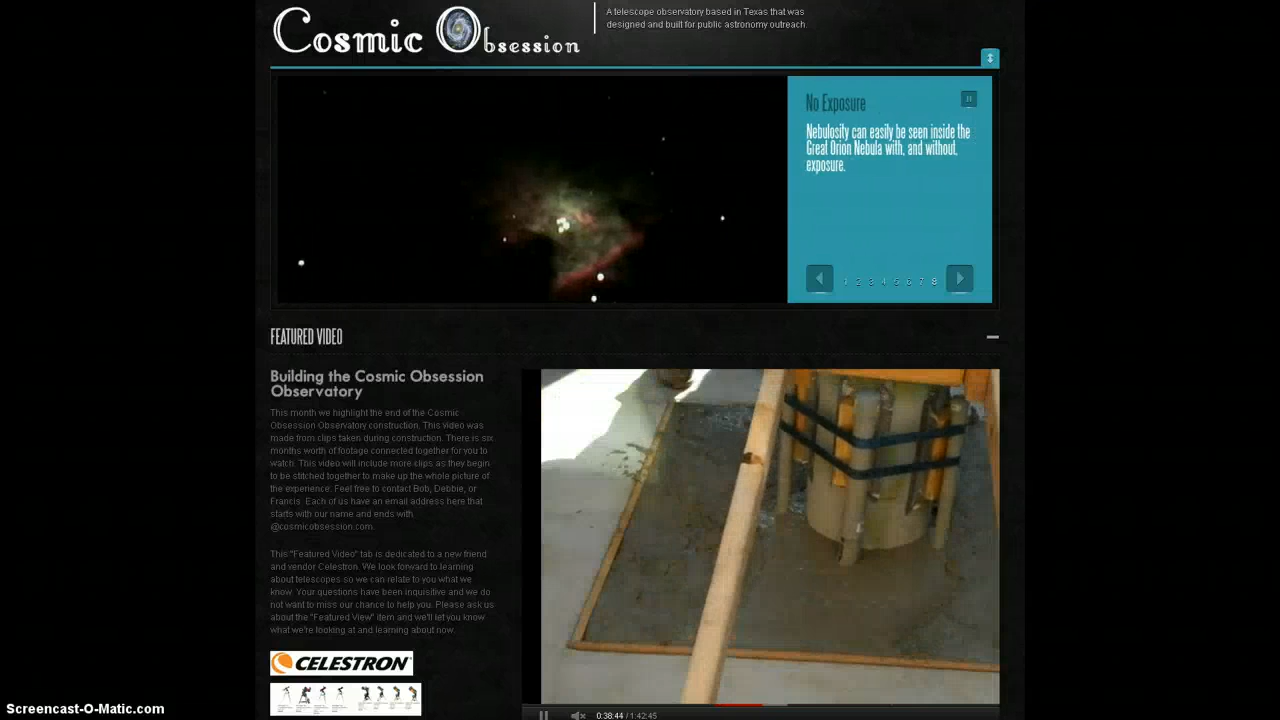 Cosmic Obsession
A telescope observatory based in Texas that was
designed and built for public astronomy outreach.
No Exposure
Nebulosity can easily be seen inside the
Great Orion Nebula with, and without,
exposure.
1 2 3 4 5 6 7 8
FEATURED VIDEO
Building the Cosmic Obsession
Observatory
This month we highlight the end of the Cosmic
Obsession Observatory construction. This video was
made from clips taken during construction. There is six
months worth of footage connected together for you to
watch. This video will include more clips as they begin
to be stitched together to make up the whole picture of
the experience. Feel free to contact Bob, Debbie, or
Francis. Each of us have an email address here that
starts with our name and ends with
@cosmicobsession.com.
This "Featured Video" tab is dedicated to a new friend
and vendor Celestron. We look forward to learning
about telescopes so we can relate to you what we
know. Your questions have been inquisitive and we do
not want to miss our chance to help you. Please ask us
about the "Featured View" item and we'll let you know
what we're looking at and learning about now.
CELESTRON
0:38:44 / 1:42:45
Screencast-O-Matic.com